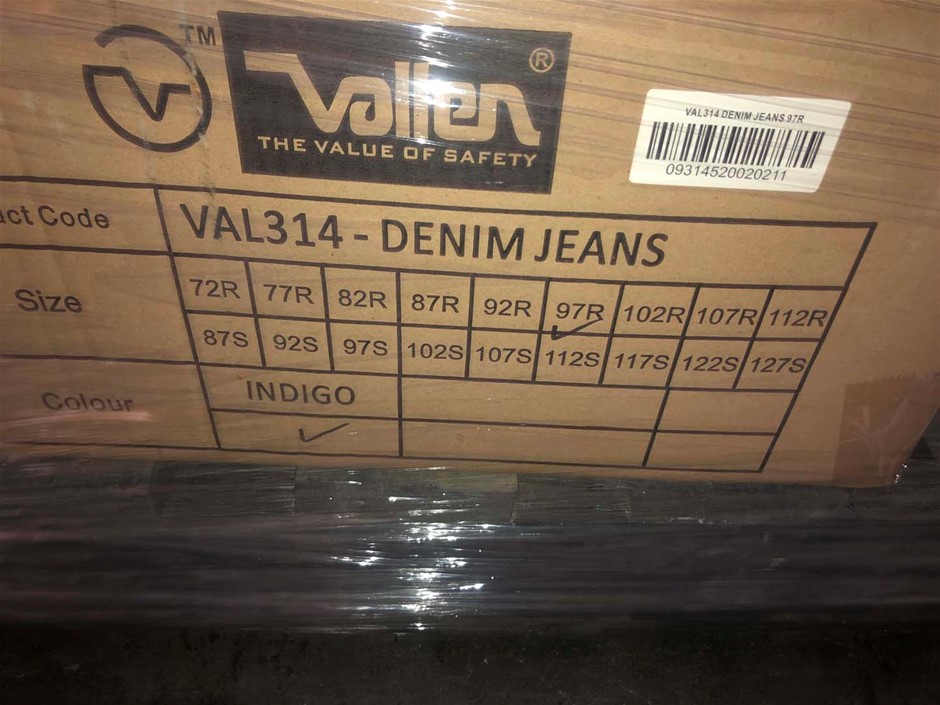 TM
Vallen ®
THE VALUE OF SAFETY
VAL314 DENIM JEANS 97R
09314520020211
uct Code VAL314 - DENIM JEANS
Size
72R 77R 82R 87R 92R 97R 102R 107R 112R
87S 92S 97S 102S 107S 112S 117S 122S 127S
Colour INDIGO